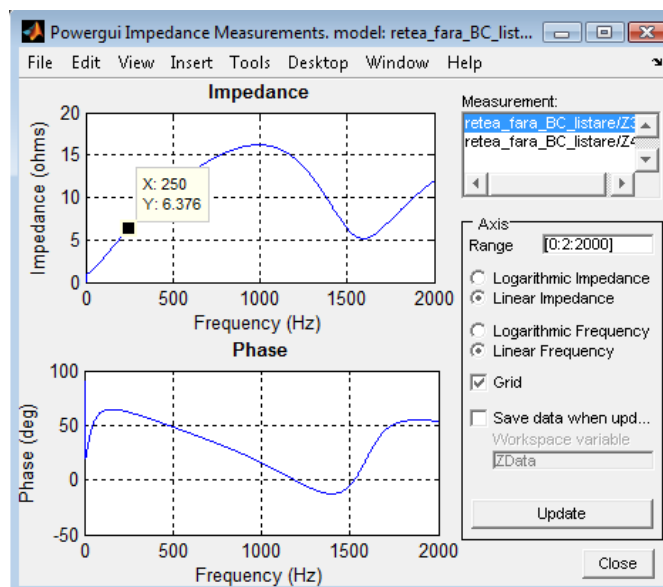 Powergui Impedance Measurements. model: retea_fara_BC_list...
File Edit View Insert Tools Desktop Window Help
Impedance
Impedance (ohms)
20
15
10
5
0
X: 250
Y: 6.376
0 500 1000 1500 2000
Frequency (Hz)
Phase
Phase (deg)
100
50
0
-50
0 500 1000 1500 2000
Frequency (Hz)
Measurement:
retea_fara_BC_listare/Z3
retea_fara_BC_listare/Z4
Axis
Range [0:2:2000]
Logarithmic Impedance
Linear Impedance
Logarithmic Frequency
Linear Frequency
Grid
Save data when upd...
Workspace variable
ZData
Update
Close